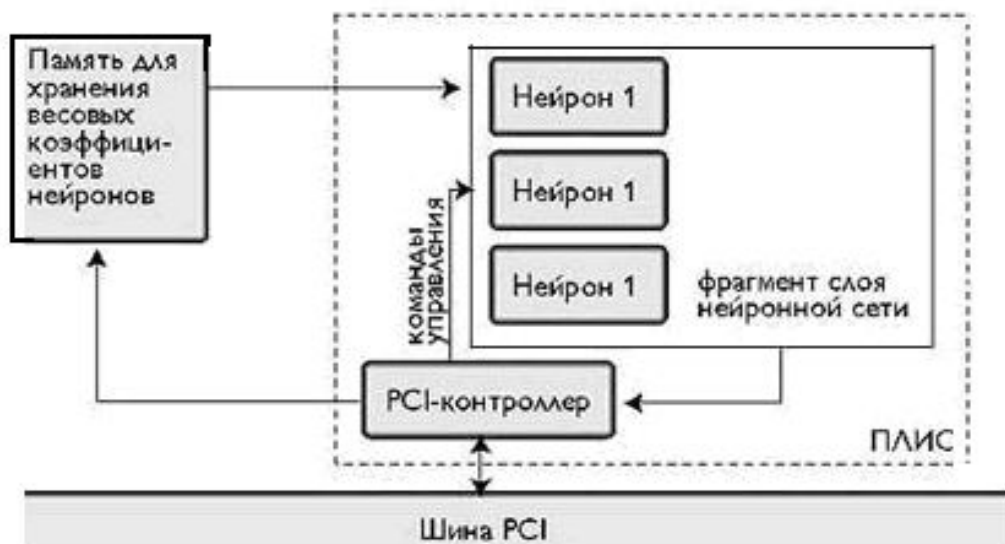 Память для
хранения
весовых
коэффици-
ентов
нейронов
Нейрон 1
Нейрон 1
Нейрон 1
команды
управления
фрагмент слоя
нейронной сети
PCI-контроллер
ПЛИС
Шина PCI